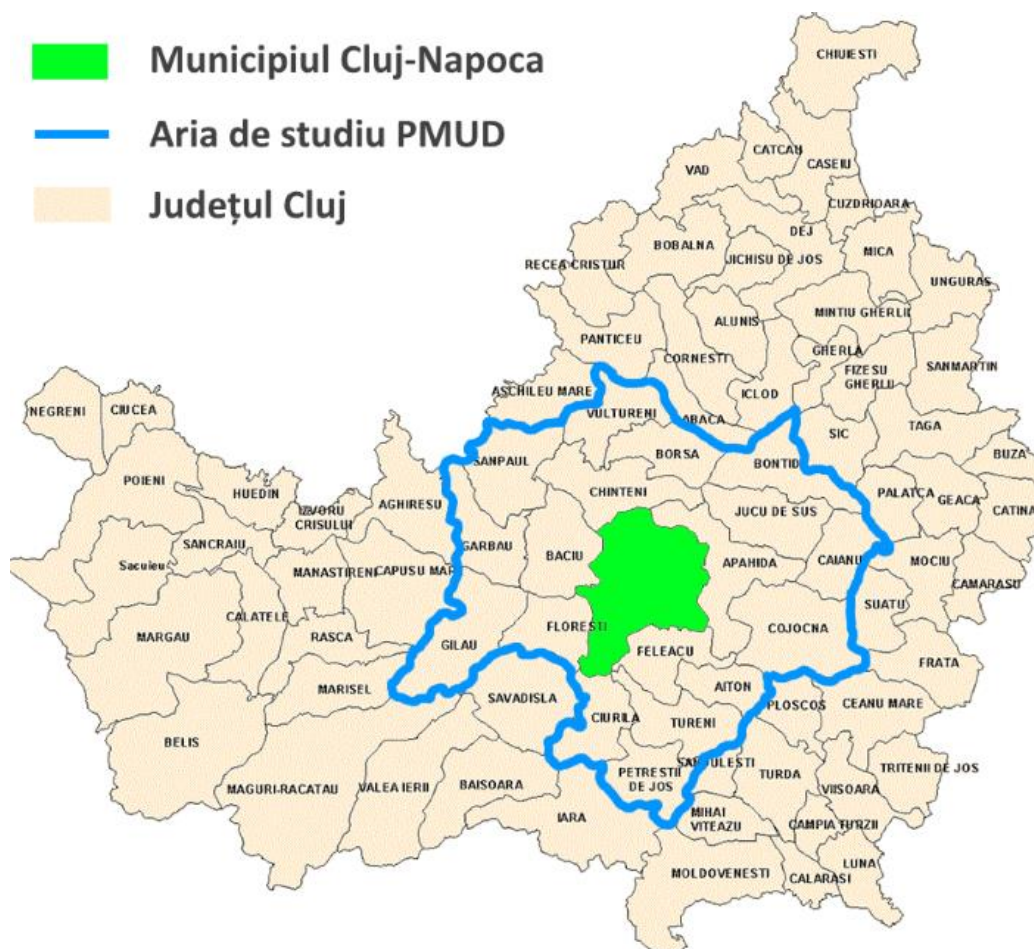 Municipiul Cluj-Napoca
Aria de studiu PMUD
Județul Cluj
CHIUIESTI
CATCAU
CASEIU
VAD
CUZDRIOARA
DEJ
BOBALNA
JICHISU DE JOS
MICA
RECEA CRISTUR
UNGURAS
MINTIU GHERLII
ALUNIS
PANTICEU
GHERLA
CORNESTI
FIZESU
GHERLU
SANMARTIN
ASCHILEU MARE
ICLOD
NEGRENI
CIUCEA
VULTURENI
ABACA
SIC
TAGA
BORSA
BUZA
SANPAUL
BONTID
POIENI
HUEDIN
CHINTENI
PALATCA
GEACA
AGHIRESU
IZVORU
CRISULUI
JUCU DE SUS
CATINA
SANCRAIU
GARBAU
BACIU
APAHIDA
CAIANU
MOCIU
Sacuieu
MANASTIRENI
CAPUSU MAR
CAMARASU
CALATELE
SUATU
FLORESTI
COJOCNA
MARGAU
RASCA
GILAU
FELEACU
FRATA
MARISEL
AITON
SAVADISLA
PLOSCOS
CEANU MARE
CIURILA
TURENI
BELIS
SANDULESTI
PETRESTII
DE JOS
TURDA
TRITENII DE JOS
MAGURI-RACATAU
VALEA IERII
BAISOARA
VIISOARA
IARA
MIHAI
VITEAZU
CAMPIA TURZII
LUNA
MOLDOVENESTI
CALARASI